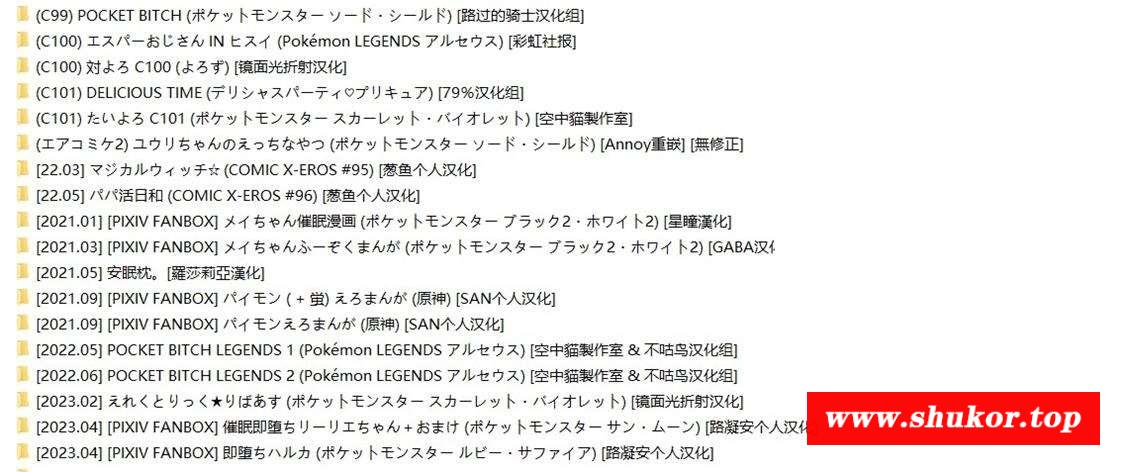 (C99) POCKET BITCH (ポケットモンスター ソード・シールド) [路过的骑士汉化组]
(C100) エスパーおじさん IN ヒスイ (Pokémon LEGENDS アルセウス) [彩虹社报]
(C100) 対よろ C100 (よろず) [镜面光折射汉化]
(C101) DELICIOUS TIME (デリシャスパーティ♡プリキュア) [79%汉化组]
(C101) たいよろ C101 (ポケットモンスター スカーレット・バイオレット) [空中貓製作室]
(エアコミケ2) ユウリちゃんのえっちなやつ (ポケットモンスター ソード・シールド) [Annoy重嵌] [無修正]
[22.03] マジカルウィッチ☆ (COMIC X-EROS #95) [葱鱼个人汉化]
[22.05] パパ活日和 (COMIC X-EROS #96) [葱鱼个人汉化]
[2021.01] [PIXIV FANBOX] メイちゃん催眠漫画 (ポケットモンスター ブラック2・ホワイト2) [星瞳漢化]
[2021.03] [PIXIV FANBOX] メイちゃんふーぞくまんが (ポケットモンスター ブラック2・ホワイト2) [GABA汉
[2021.05] 安眠枕。[羅莎莉亞漢化]
[2021.09] [PIXIV FANBOX] パイモン ( + 蛍) えろまんが (原神) [SAN个人汉化]
[2021.09] [PIXIV FANBOX] パイモンえろまんが (原神) [SAN个人汉化]
[2022.05] POCKET BITCH LEGENDS 1 (Pokémon LEGENDS アルセウス) [空中貓製作室 & 不咕鸟汉化组]
[2022.06] POCKET BITCH LEGENDS 2 (Pokémon LEGENDS アルセウス) [空中貓製作室 & 不咕鸟汉化组]
[2023.02] えれくとりっく★りばあす (ポケットモンスター スカーレット・バイオレット) [镜面光折射汉化]
[2023.04] [PIXIV FANBOX] 催眠即堕ちリーリエちゃん + おまけ (ポケットモンスター サン・ムーン) [路凝安个人汉
[2023.04] [PIXIV FANBOX] 即堕ちハルカ (ポケットモンスター ルビー・サファイア) [路凝安个人汉化]
www.shukor.top